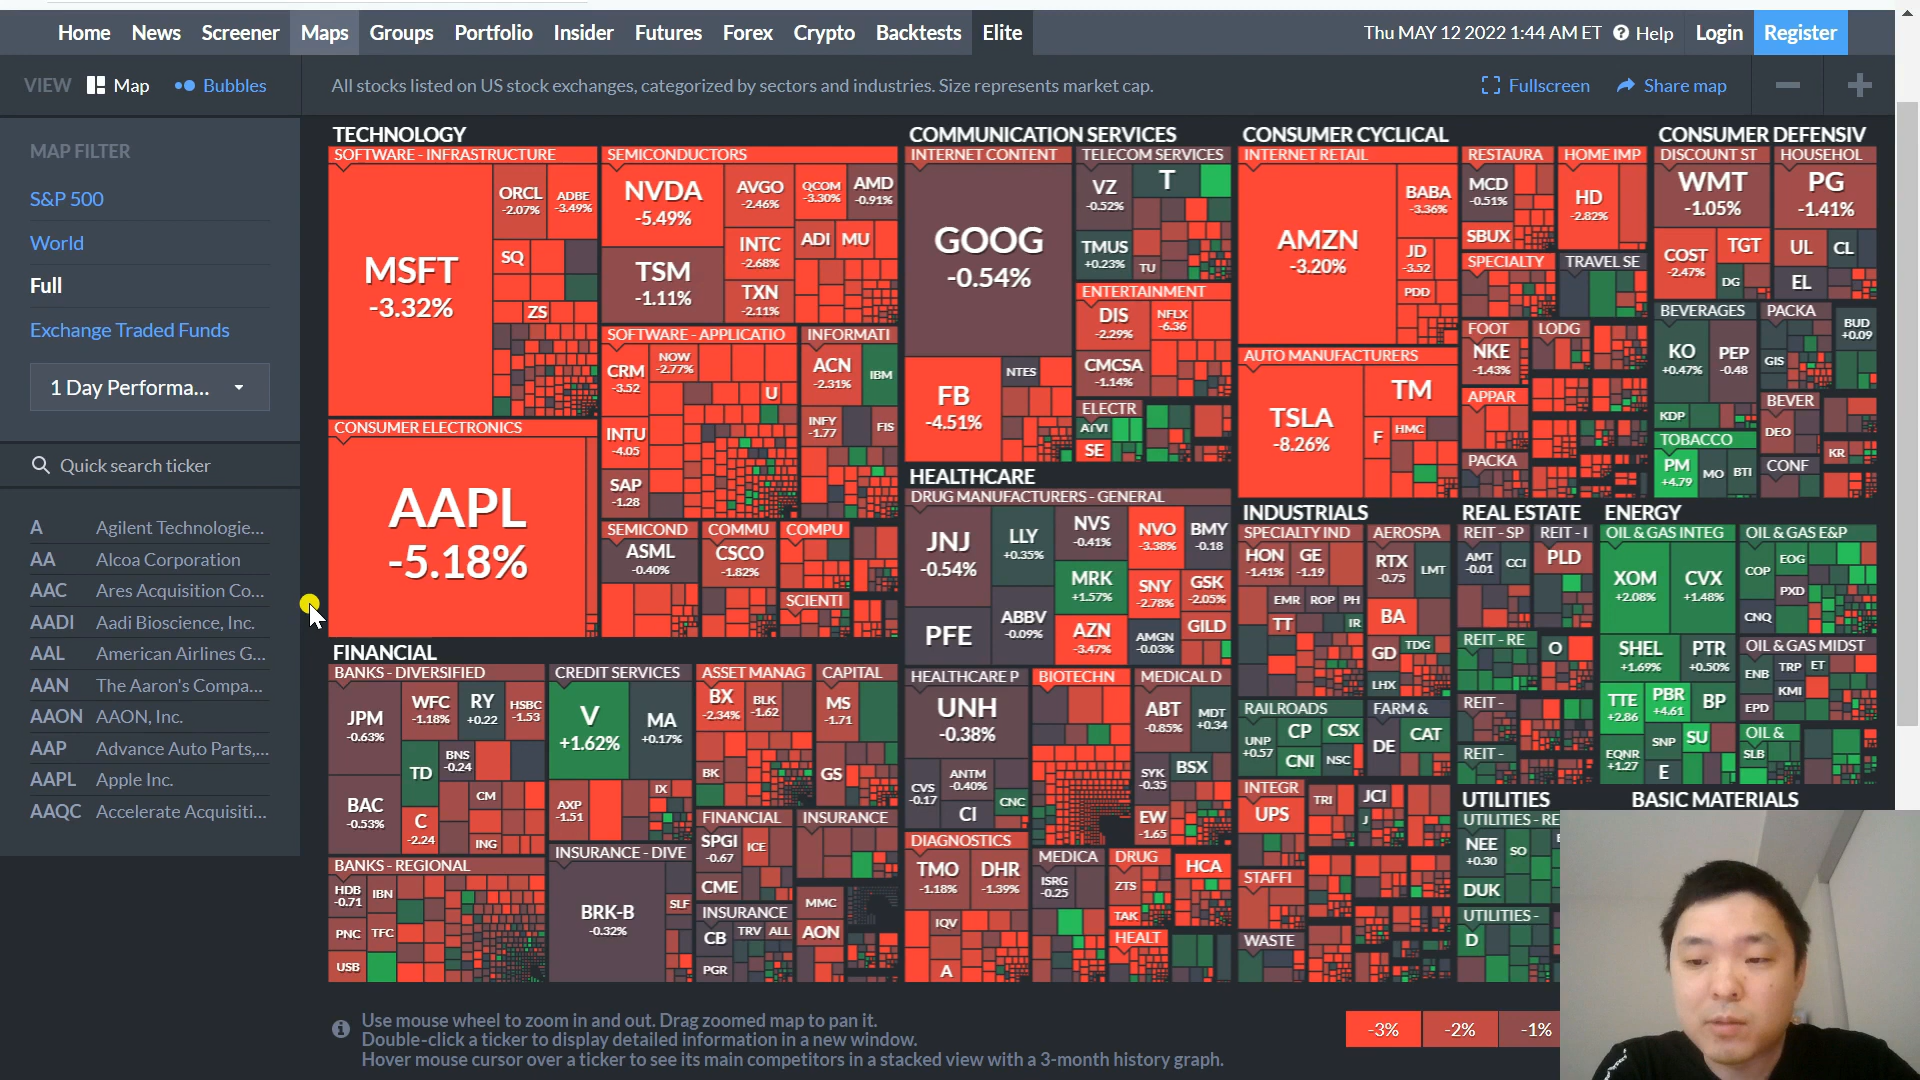 Home News Screener Maps Groups Portfolio Insider Futures Forex Crypto Backtests Elite
Thu MAY 12 2022 1:44 AM ET Help Login Register
VIEW Map Bubbles
All stocks listed on US stock exchanges, categorized by sectors and industries. Size represents market cap.
Fullscreen Share map
MAP FILTER
S&P 500
World
Full
Exchange Traded Funds
1 Day Performa...
Quick search ticker
A Agilent Technologie...
AA Alcoa Corporation
AAC Ares Acquisition Co...
AADI Aadi Bioscience, Inc.
AAL American Airlines G...
AAN The Aaron's Compa...
AAON AAON, Inc.
AAP Advance Auto Parts,...
AAPL Apple Inc.
AAQC Accelerate Acquisiti...
TECHNOLOGY
SOFTWARE - INFRASTRUCTURE
MSFT
-3.32%
ORCL
-2.07%
ADBE
-3.49%
SQ
ZS
SEMICONDUCTORS
NVDA
-5.49%
AVGO
-2.46%
QCOM
-3.30%
AMD
-0.91%
TSM
-1.11%
INTC
-2.68%
ADI MU
TXN
-2.11%
SOFTWARE - APPLICATIO
CRM
-3.52
NOW
-2.77%
U
INTU
-4.05
SAP
-1.28
INFORMATI
ACN
-2.31%
IBM
INFY
-1.77
FIS
CONSUMER ELECTRONICS
AAPL
-5.18%
SEMICOND
ASML
-0.40%
COMMU
CSCO
-1.82%
COMPU
SCIENTI
COMMUNICATION SERVICES
INTERNET CONTENT
GOOG
-0.54%
FB
-4.51%
NTES
TELECOM SERVICES
VZ
-0.52%
T
TMUS
+0.23%
TU
ENTERTAINMENT
DIS
-2.29%
NFLX
-6.36
CMCSA
-1.14%
ELECTR
ATVI
SE
CONSUMER CYCLICAL
INTERNET RETAIL
AMZN
-3.20%
BABA
-3.36%
JD
-3.52
PDD
AUTO MANUFACTURERS
TSLA
-8.26%
TM
F
HMC
RESTAURA
MCD
-0.51%
SBUX
HOME IMP
HD
-2.82%
SPECIALTY
TRAVEL SE
FOOT
NKE
-1.43%
LODG
APPAR
PACKA
CONSUMER DEFENSIV
DISCOUNT ST
WMT
-1.05%
COST
-2.47%
TGT
DG
HOUSEHOL
PG
-1.41%
UL CL
EL
BEVERAGES
KO
+0.47%
PEP
-0.48
KDP
PACKA
GIS
BUD
+0.09
BEVER
DEO
TOBACCO
PM
+4.79
MO BTI
CONF
KR
HEALTHCARE
DRUG MANUFACTURERS - GENERAL
JNJ
-0.54%
LLY
+0.35%
NVS
-0.41%
NVO
-3.38%
BMY
-0.18
MRK
+1.57%
SNY
-2.78%
GSK
-2.05%
PFE
ABBV
-0.09%
AZN
-3.47%
AMGN
-0.03%
GILD
HEALTHCARE P
UNH
-0.38%
CVS
-0.17
ANTM
-0.40%
CI
CNC
BIOTECHN
MEDICAL D
ABT
-0.85%
MDT
+0.34
SYK
-0.35
BSX
EW
-1.65
DIAGNOSTICS
TMO
-1.18%
DHR
-1.39%
IQV
A
MEDICA
ISRG
-0.25
DRUG
ZTS
TAK
HCA
HEALT
INDUSTRIALS
SPECIALTY IND
HON
-1.41%
GE
-1.19
EMR ROP PH
TT
IR
AEROSPA
RTX
-0.75
LMT
BA
GD
TDG
LHX
RAILROADS
UNP
+0.57
CP CSX
CNI NSC
FARM &
DE
CAT
INTEGR
UPS
TRI
JCI
J
STAFFI
WASTE
REAL ESTATE
REIT - SP
AMT
-0.01
CCI
REIT - I
PLD
REIT - RE
O
REIT -
REIT -
ENERGY
OIL & GAS INTEG
XOM
+2.08%
CVX
+1.48%
SHEL
+1.69%
PTR
+0.50%
TTE
+2.86
PBR
+4.61
BP
EQNR
+1.27
SNP
SU
E
OIL & GAS E&P
COP
EOG
PXD
CNQ
OIL & GAS MIDST
ENB
TRP ET
KMI
EPD
OIL &
SLB
UTILITIES
UTILITIES - RE
NEE
+0.30
SO
DUK
UTILITIES -
D
BASIC MATERIALS
FINANCIAL
BANKS - DIVERSIFIED
JPM
-0.63%
WFC
-1.18%
RY
+0.22
HSBC
-1.53
TD
BNS
-0.24
BAC
-0.53%
C
-2.24
CM
ING
BANKS - REGIONAL
HDB
-0.71
IBN
PNC TFC
USB
CREDIT SERVICES
V
+1.62%
MA
+0.17%
AXP
-1.51
IX
INSURANCE - DIVE
BRK-B
-0.32%
SLF
ASSET MANAG
BX
-2.34%
BLK
-1.62
BK
CAPITAL
MS
-1.71
GS
FINANCIAL
SPGI
-0.67
ICE
CME
INSURANCE
MMC
AON
INSURANCE
CB
TRV ALL
PGR
Use mouse wheel to zoom in and out. Drag zoomed map to pan it.
Double-click a ticker to display detailed information in a new window.
Hover mouse cursor over a ticker to see its main competitors in a stacked view with a 3-month history graph.
-3% -2% -1%